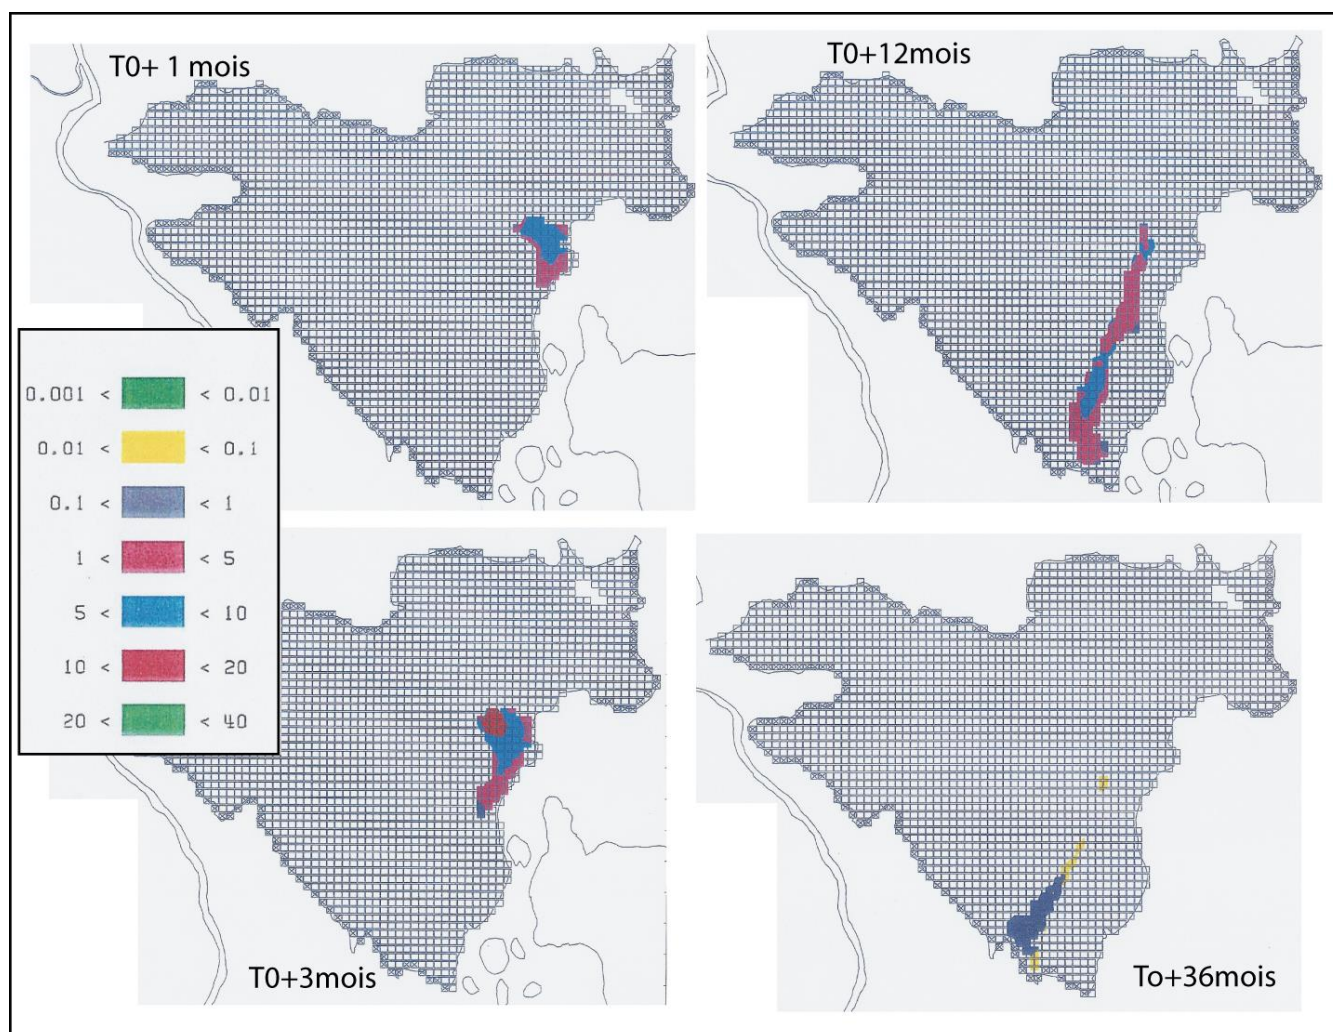 T0+ 1 mois
T0+12mois
0.001 < < 0.01
0.01 < < 0.1
0.1 < < 1
1 < < 5
5 < < 10
10 < < 20
20 < < 40
T0+3mois
To+36mois